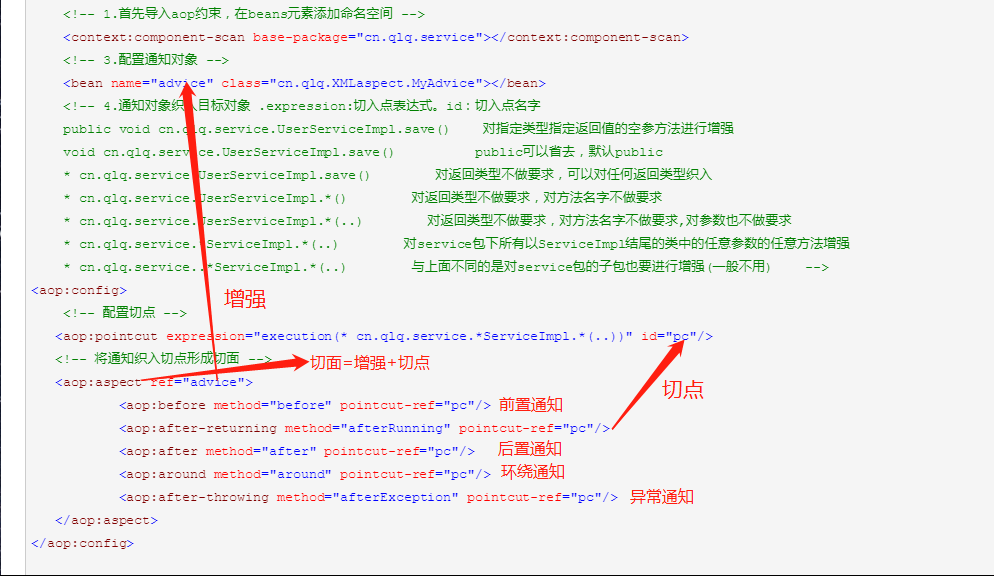 <!-- 1.首先导入aop约束，在beans元素添加命名空间 -->
<context:component-scan base-package="cn.qlq.service"></context:component-scan>
<!-- 3.配置通知对象 -->
<bean name="advice" class="cn.qlq.XMLaspect.MyAdvice"></bean>
<!-- 4.通知对象织入目标对象 .expression:切入点表达式。id：切入点名字
public void cn.qlq.service.UserServiceImpl.save() 对指定类型指定返回值的空参方法进行增强
void cn.qlq.service.UserServiceImpl.save() public可以省去，默认public
* cn.qlq.service.UserServiceImpl.save() 对返回类型不做要求，可以对任何返回类型织入
* cn.qlq.service.UserServiceImpl.*() 对返回类型不做要求，对方法名字不做要求
* cn.qlq.service.UserServiceImpl.*(..) 对返回类型不做要求，对方法名字不做要求,对参数也不做要求
* cn.qlq.service.*ServiceImpl.*(..) 对service包下所有以ServiceImpl结尾的类中的任意参数的任意方法增强
* cn.qlq.service..*ServiceImpl.*(..) 与上面不同的是对service包的子包也要进行增强(一般不用) -->
<aop:config>
增强
<!-- 配置切点 -->
<aop:pointcut expression="execution(* cn.qlq.service.*ServiceImpl.*(..))" id="pc"/>
<!-- 将通知织入切点形成切面 --> 切面=增强+切点
<aop:aspect ref="advice">
切点
<aop:before method="before" pointcut-ref="pc"/> 前置通知
<aop:after-returning method="afterRunning" pointcut-ref="pc"/>
<aop:after method="after" pointcut-ref="pc"/> 后置通知
<aop:around method="around" pointcut-ref="pc"/> 环绕通知
<aop:after-throwing method="afterException" pointcut-ref="pc"/> 异常通知
</aop:aspect>
</aop:config>